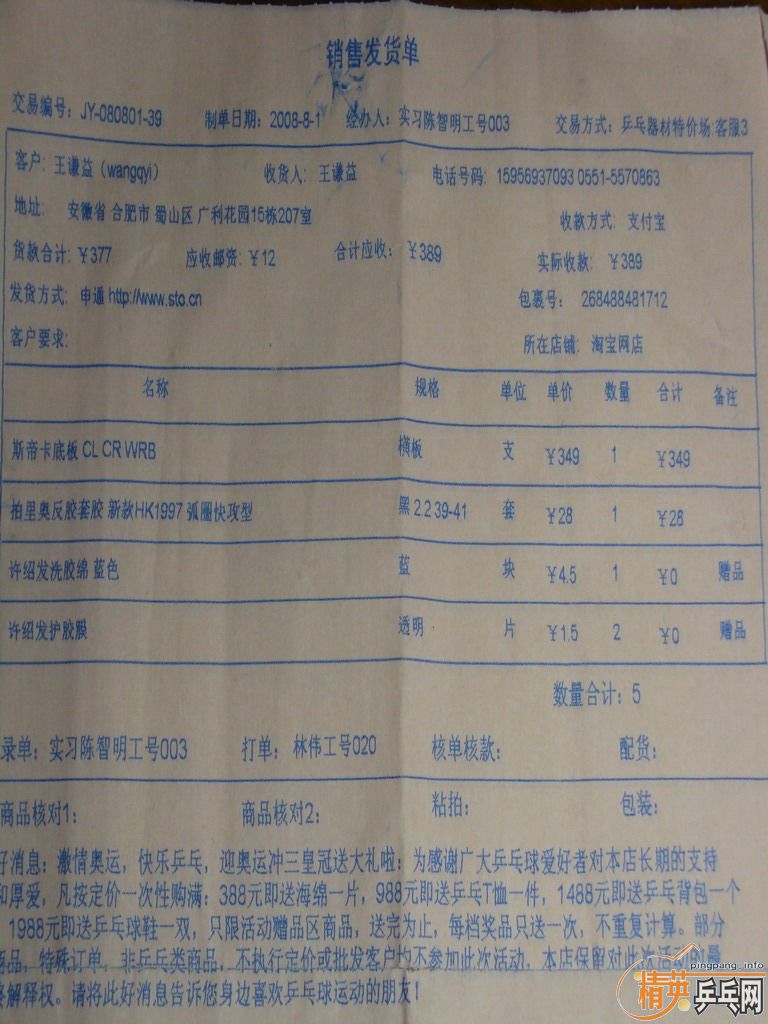 销售发货单
交易编号：JY-080801-39 制单日期：2008-8-1 经办人：实习陈智明工号003 交易方式：乒乓器材特价场:客服3
客户：王谦益（wangqyi） 收货人：王谦益 电话号码：15956937093 0551-5570863
地址： 安徽省 合肥市 蜀山区 广利花园15栋207室 收款方式：支付宝
货款合计：￥377 应收邮资：￥12 合计应收：￥389 实际收款：￥389
发货方式：申通 http://www.sto.cn 包裹号： 268488481712
客户要求: 所在店铺：淘宝网店
名称 规格 单位 单价 数量 合计 备注
斯帝卡底板 CL CR WRB 横板 支 ￥349 1 ￥349
拍里奥反胶套胶 新款HK1997 弧圈快攻型 黑 2.2 39-41 套 ￥28 1 ￥28
许绍发洗胶绵 蓝色 蓝 块 ￥4.5 1 ￥0 赠品
许绍发护胶膜 透明 片 ￥1.5 2 ￥0 赠品
数量合计：5
录单：实习陈智明工号003 打单：林伟工号020 核单核款： 配货：
商品核对1： 商品核对2： 粘拍： 包装：
好消息：激情奥运，快乐乒乓，迎奥运冲三皇冠送大礼啦：为感谢广大乒乓球爱好者对本店长期的支持
和厚爱，凡按定价一次性购满：388元即送海绵一片，988元即送乒乓T恤一件，1488元即送乒乓背包一个
1988元即送乒乓球鞋一双，只限活动赠品区商品，送完为止，每档奖品只送一次，不重复计算。部分
商品，特殊订单，非乒乓类商品，不执行定价或批发客户均不参加此次活动，本店保留对此次活动的最
终解释权。请将此好消息告诉您身边喜欢乒乓球运动的朋友！
pingpang.info
精英乒乓网